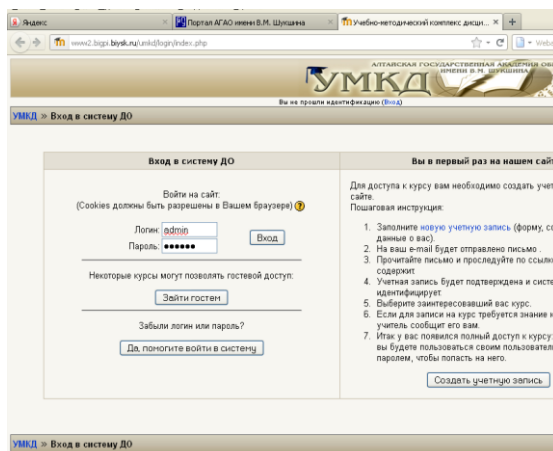 Яндекс
Портал АГАО имени В.М. Шукшина
Учебно-методический комплекс дисци...
www2.bigpi.biysk.ru/umkd/login/index.php
АЛТАЙСКАЯ ГОСУДАРСТВЕННАЯ АКАДЕМИЯ ОБ
ИМЕНИ В.М. ШУКШИНА
УМКД
Вы не прошли идентификацию (Вход)
УМКД » Вход в систему ДО
Вход в систему ДО
Войти на сайт:
(Cookies должны быть разрешены в Вашем браузере) ?
Логин: admin
Пароль: ●●●●●●
Вход
Некоторые курсы могут позволять гостевой доступ:
Зайти гостем
Забыли логин или пароль?
Да, помогите войти в систему
Вы в первый раз на нашем сай
Для доступа к курсу вам необходимо создать учет
сайте.
Пошаговая инструкция:
1. Заполните новую учетную запись (форму, со
данные о вас).
2. На ваш e-mail будет отправлено письмо .
3. Прочитайте письмо и проследуйте по ссылк
содержит.
4. Учетная запись будет подтверждена и систе
идентифицирует.
5. Выберите заинтересовавший вас курс.
6. Если для записи на курс требуется знание к
учитель сообщит его вам.
7. Итак у вас появился полный доступ к курсу:
вы будете пользоваться своим пользовател
паролем, чтобы попасть на него.
Создать учетную запись
УМКД » Вход в систему ДО